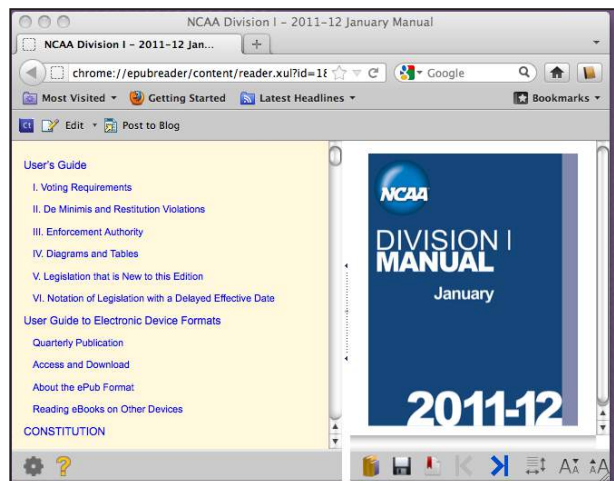 NCAA Division I – 2011-12 January Manual
NCAA Division I – 2011-12 Jan...
chrome://epubreader/content/reader.xul?id=18
Google
Most Visited
Getting Started
Latest Headlines
Bookmarks
Ct
Edit
Post to Blog
User's Guide
I. Voting Requirements
II. De Minimis and Restitution Violations
III. Enforcement Authority
IV. Diagrams and Tables
V. Legislation that is New to this Edition
VI. Notation of Legislation with a Delayed Effective Date
User Guide to Electronic Device Formats
Quarterly Publication
Access and Download
About the ePub Format
Reading eBooks on Other Devices
CONSTITUTION
NCAA
DIVISION I
MANUAL
January
2011-12